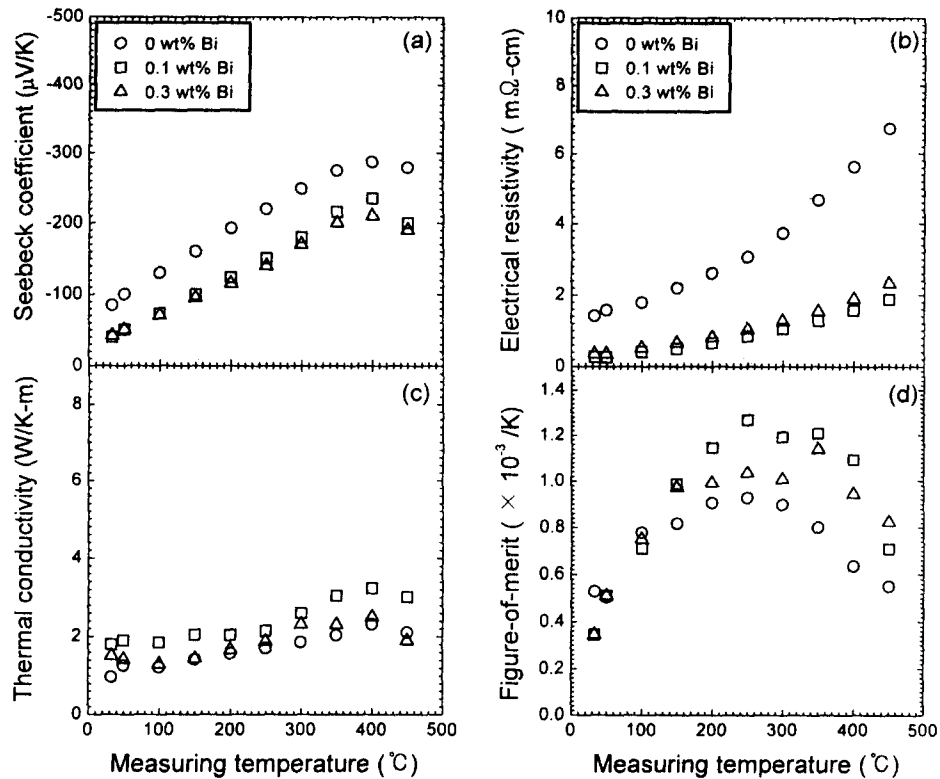 (a)
0 wt% Bi
0.1 wt% Bi
0.3 wt% Bi
Seebeck coefficient (μV/K)
-500
-400
-300
-200
-100
0
(b)
0 wt% Bi
0.1 wt% Bi
0.3 wt% Bi
Electrical resistivity ( mΩ-cm)
10
8
6
4
2
0
(c)
Thermal conductivity (W/K-m)
8
6
4
2
0
0 100 200 300 400 500
Measuring temperature (℃)
(d)
Figure-of-merit ( × 10⁻³ /K)
1.4
1.2
1.0
0.8
0.6
0.4
0.2
0.0
0 100 200 300 400 500
Measuring temperature (℃)